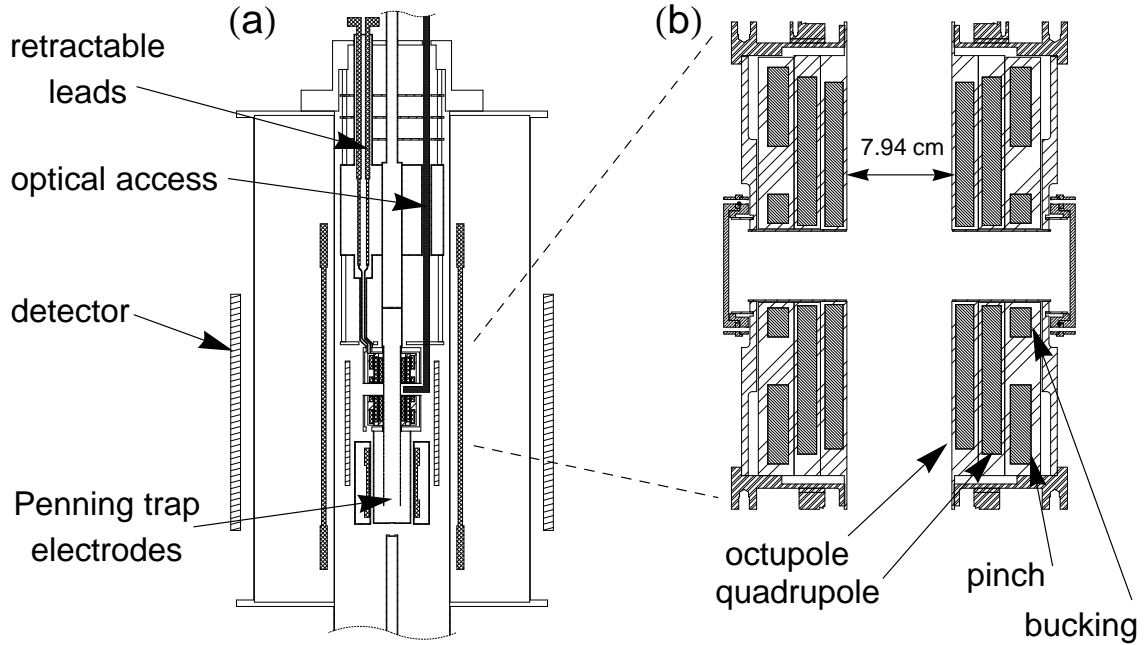 (a)
(b)
retractable
leads
optical access
detector
Penning trap
electrodes
7.94 cm
octupole
quadrupole
pinch
bucking